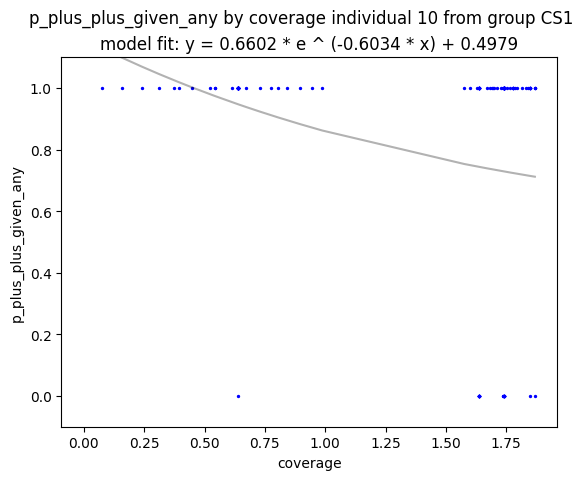 p_plus_plus_given_any by coverage individual 10 from group CS1
model fit: y = 0.6602 * e ^ (-0.6034 * x) + 0.4979
1.0
0.8
0.6
0.4
0.2
0.0
p_plus_plus_given_any
0.00 0.25 0.50 0.75 1.00 1.25 1.50 1.75
coverage